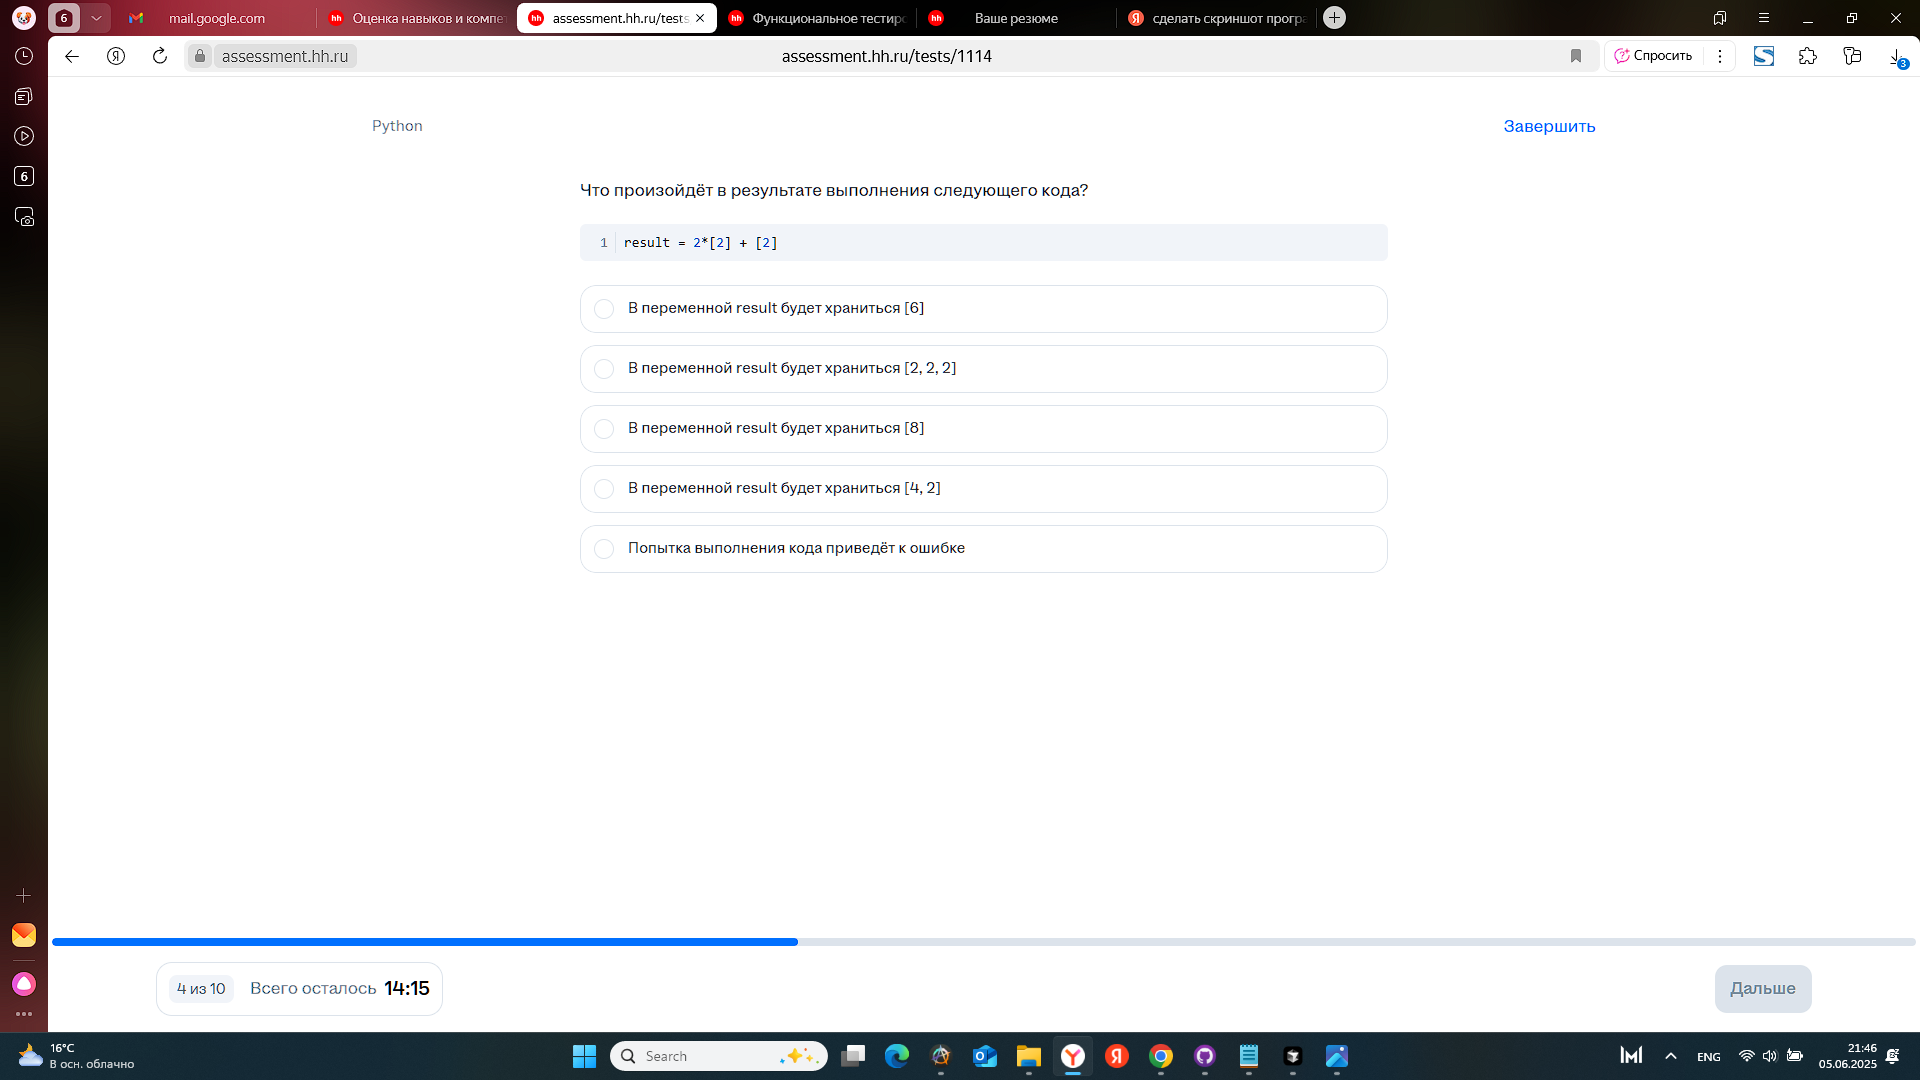 6
mail.google.com
Оценка навыков и компет
assessment.hh.ru/tests
Функциональное тестиро
Ваше резюме
сделать скриншот програ
assessment.hh.ru
assessment.hh.ru/tests/1114
Спросить
3
6
Python
Завершить
Что произойдёт в результате выполнения следующего кода?
1 result = 2*[2] + [2]
В переменной result будет храниться [6]
В переменной result будет храниться [2, 2, 2]
В переменной result будет храниться [8]
В переменной result будет храниться [4, 2]
Попытка выполнения кода приведёт к ошибке
4 из 10
Всего осталось 14:15
Дальше
16°C
В осн. облачно
Search
ENG
21:46
05.06.2025